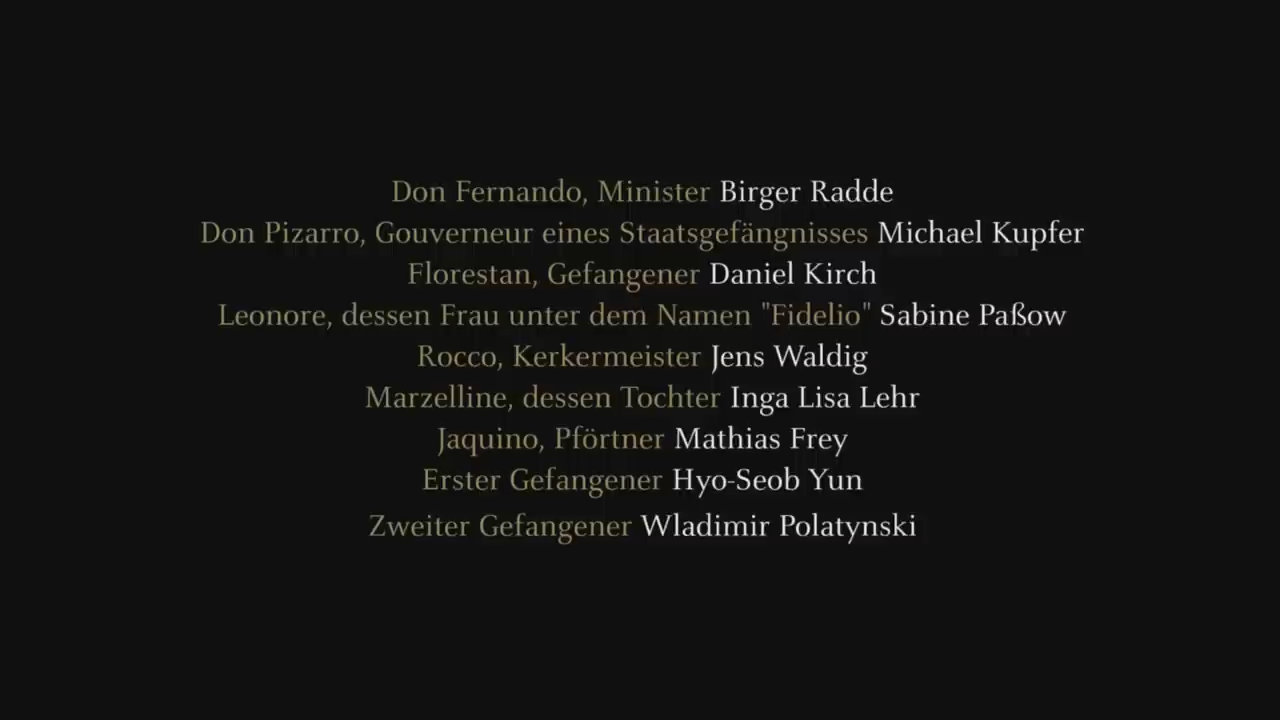 Don Fernando, Minister Birger Radde
Don Pizarro, Gouverneur eines Staatsgefängnisses Michael Kupfer
Florestan, Gefangener Daniel Kirch
Leonore, dessen Frau unter dem Namen "Fidelio" Sabine Paßow
Rocco, Kerkermeister Jens Waldig
Marzelline, dessen Tochter Inga Lisa Lehr
Jaquino, Pförtner Mathias Frey
Erster Gefangener Hyo-Seob Yun
Zweiter Gefangener Wladimir Polatynski